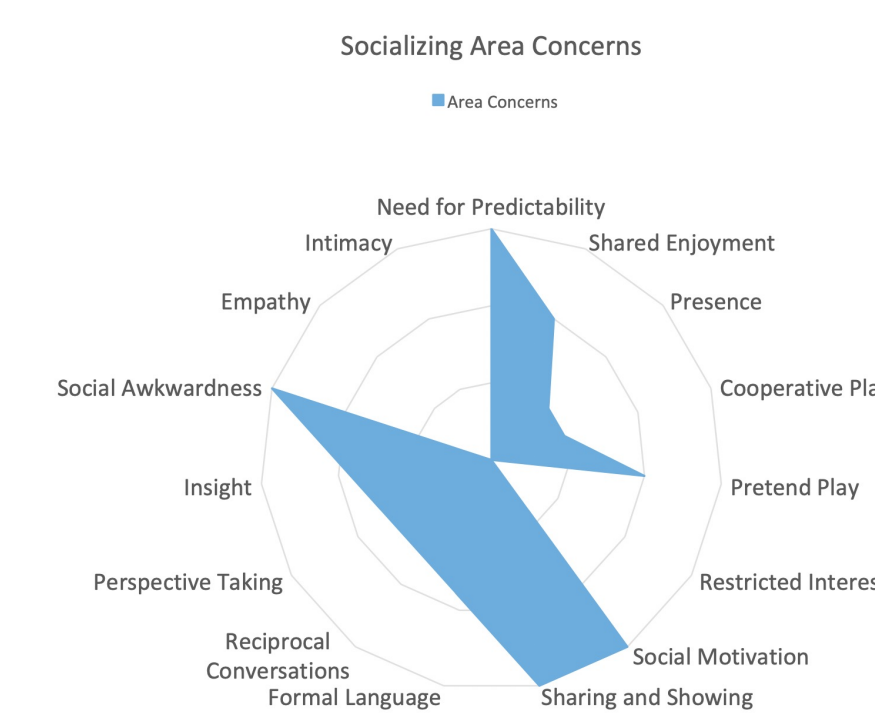 Socializing Area Concerns
Area Concerns
Need for Predictability
Intimacy
Shared Enjoyment
Empathy
Presence
Social Awkwardness
Cooperative Pla
Insight
Pretend Play
Perspective Taking
Restricted Interes
Reciprocal
Conversations
Social Motivation
Formal Language
Sharing and Showing